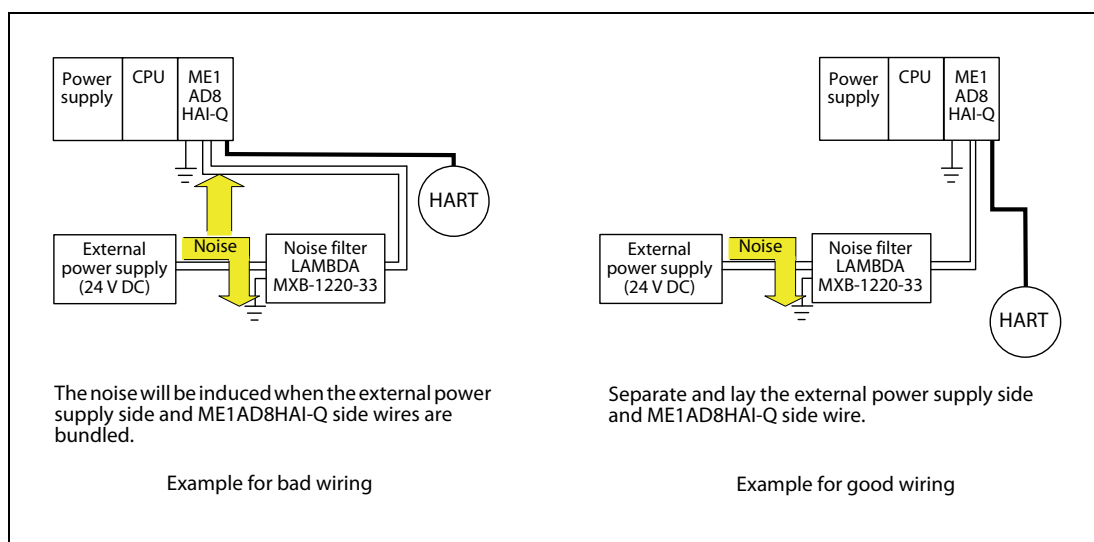 Power
supply
CPU
ME1
AD8
HAI-Q
HART
External
power supply
(24 V DC)
Noise
Noise filter
LAMBDA
MXB-1220-33
The noise will be induced when the external power
supply side and ME1AD8HAI-Q side wires are
bundled.
Example for bad wiring
Power
supply
CPU
ME1
AD8
HAI-Q
External
power supply
(24 V DC)
Noise
Noise filter
LAMBDA
MXB-1220-33
HART
Separate and lay the external power supply side
and ME1AD8HAI-Q side wire.
Example for good wiring